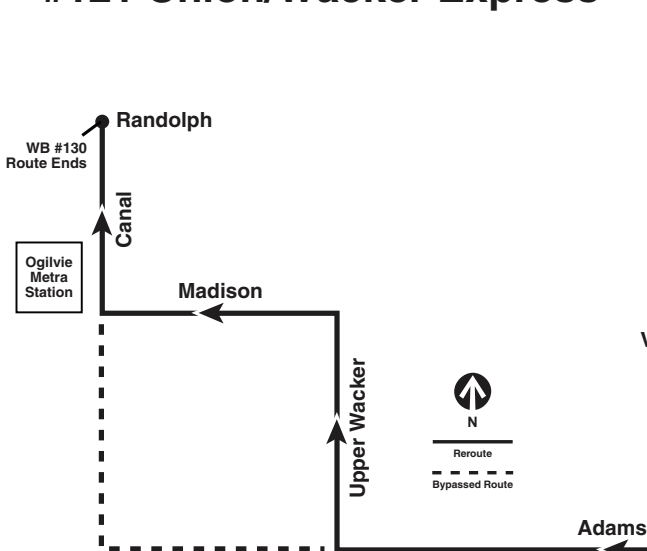 Randolph
WB #130
Route Ends
Canal
Ogilvie
Metra
Station
Madison
Upper Wacker
N
Reroute
Bypassed Route
Adams